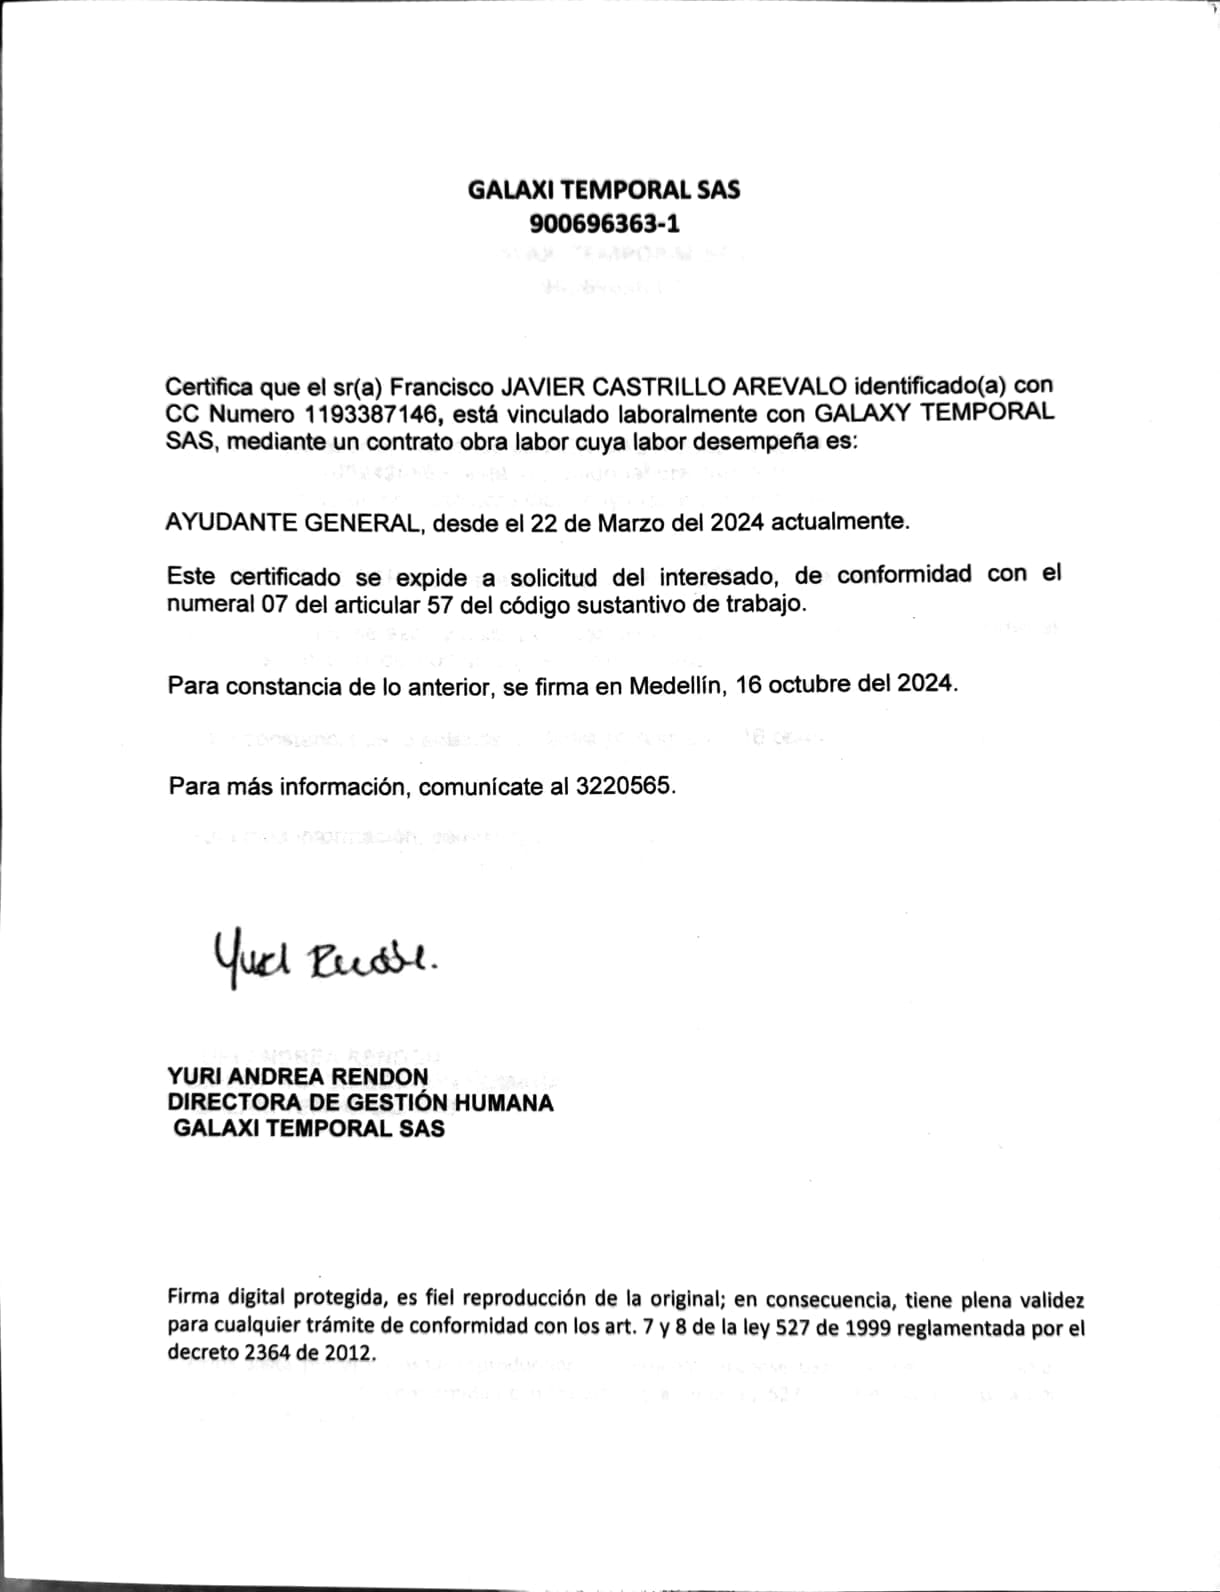 GALAXI TEMPORAL SAS
900696363-1
Certifica que el sr(a) Francisco JAVIER CASTRILLO AREVALO identificado(a) con
CC Numero 1193387146, está vinculado laboralmente con GALAXY TEMPORAL
SAS, mediante un contrato obra labor cuya labor desempeña es:
AYUDANTE GENERAL, desde el 22 de Marzo del 2024 actualmente.
Este certificado se expide a solicitud del interesado, de conformidad con el
numeral 07 del articular 57 del código sustantivo de trabajo.
Para constancia de lo anterior, se firma en Medellín, 16 octubre del 2024.
Para más información, comunícate al 3220565.
YURI ANDREA RENDON
DIRECTORA DE GESTIÓN HUMANA
GALAXI TEMPORAL SAS
Firma digital protegida, es fiel reproducción de la original; en consecuencia, tiene plena validez
para cualquier trámite de conformidad con los art. 7 y 8 de la ley 527 de 1999 reglamentada por el
decreto 2364 de 2012.